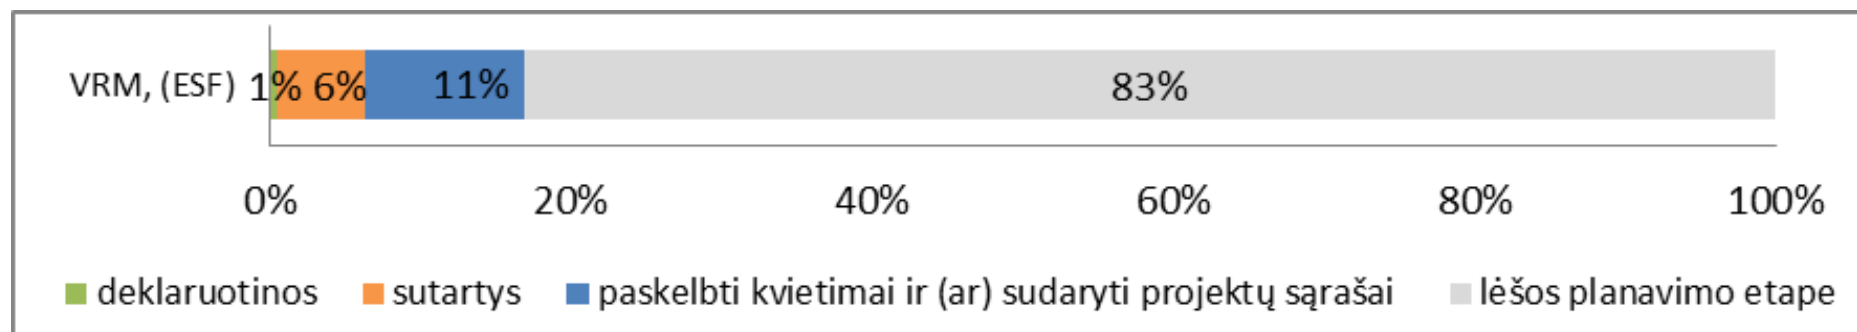 VRM, (ESF) 1% 6% 11% 83%
0% 20% 40% 60% 80% 100%
deklaruotinos sutartys paskelbti kvietimai ir (ar) sudaryti projektų sąrašai lėšos planavimo etape